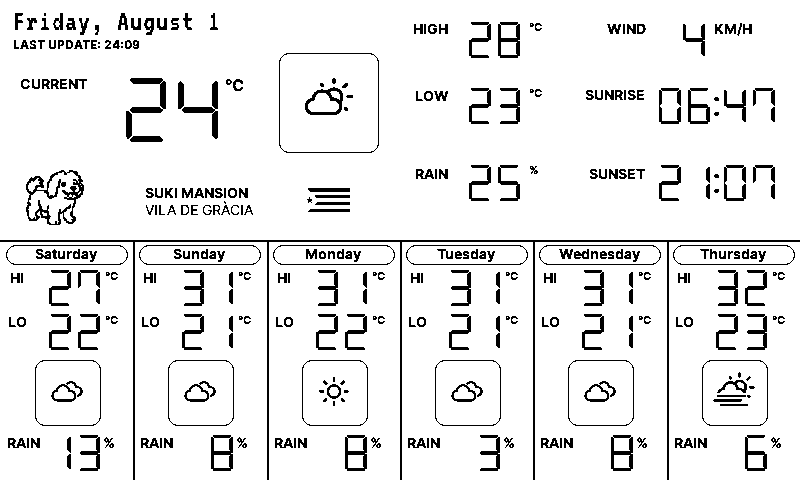 Friday, August 1
LAST UPDATE: 24:09
CURRENT 24 °C
HIGH 28 °C
WIND 4 KM/H
LOW 23 °C
SUNRISE 06:47
RAIN 25 %
SUNSET 21:07
SUKI MANSION
VILA DE GRÀCIA
Saturday
HI 27 °C
LO 22 °C
RAIN 13 %
Sunday
HI 31 °C
LO 21 °C
RAIN 8 %
Monday
HI 31 °C
LO 22 °C
RAIN 8 %
Tuesday
HI 31 °C
LO 21 °C
RAIN 3 %
Wednesday
HI 31 °C
LO 21 °C
RAIN 8 %
Thursday
HI 32 °C
LO 23 °C
RAIN 6 %